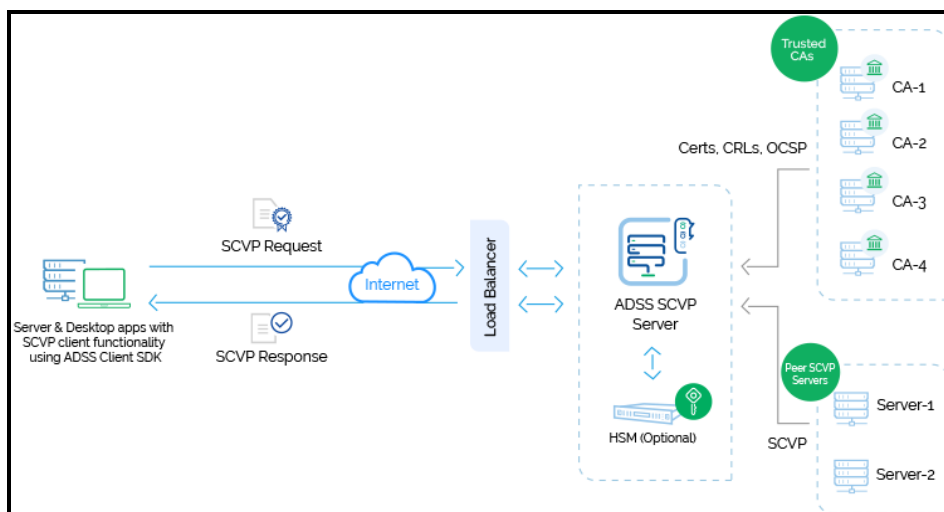 Trusted
CAs
CA-1
CA-2
CA-3
CA-4
Certs, CRLs, OCSP
SCVP Request
Internet
Load Balancer
ADSS SCVP
Server
Server & Desktop apps with
SCVP client functionality
using ADSS Client SDK
SCVP Response
HSM (Optional)
Peer SCVP
Servers
Server-1
SCVP
Server-2